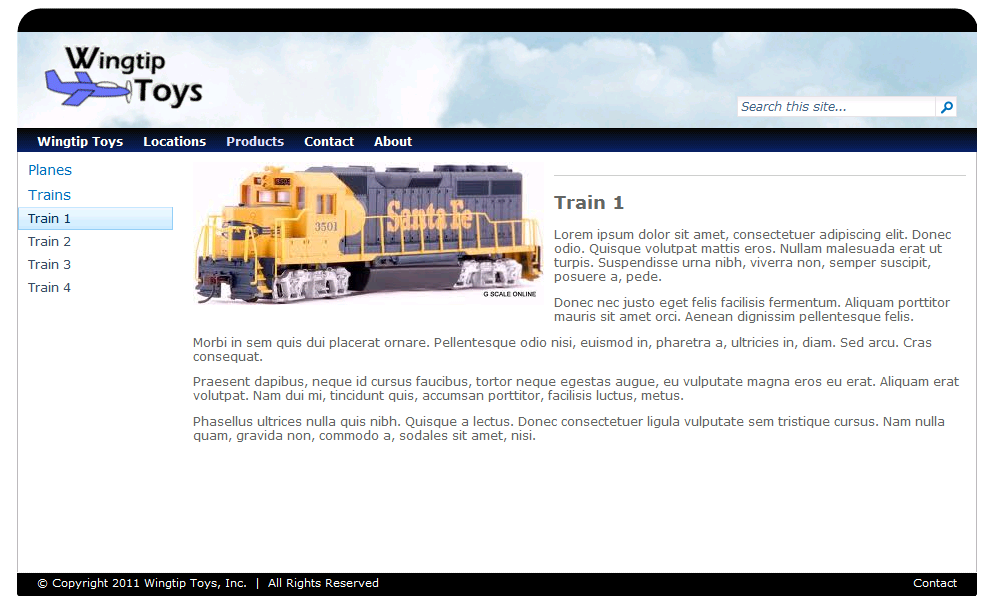 Wingtip
Toys
Search this site...
Wingtip Toys Locations Products Contact About
Planes
Trains
Train 1
Train 2
Train 3
Train 4
Santa Fe
3501
G SCALE ONLINE
Train 1
Lorem ipsum dolor sit amet, consectetuer adipiscing elit. Donec
odio. Quisque volutpat mattis eros. Nullam malesuada erat ut
turpis. Suspendisse urna nibh, viverra non, semper suscipit,
posuere a, pede.
Donec nec justo eget felis facilisis fermentum. Aliquam porttitor
mauris sit amet orci. Aenean dignissim pellentesque felis.
Morbi in sem quis dui placerat ornare. Pellentesque odio nisi, euismod in, pharetra a, ultricies in, diam. Sed arcu. Cras
consequat.
Praesent dapibus, neque id cursus faucibus, tortor neque egestas augue, eu vulputate magna eros eu erat. Aliquam erat
volutpat. Nam dui mi, tincidunt quis, accumsan porttitor, facilisis luctus, metus.
Phasellus ultrices nulla quis nibh. Quisque a lectus. Donec consectetuer ligula vulputate sem tristique cursus. Nam nulla
quam, gravida non, commodo a, sodales sit amet, nisi.
© Copyright 2011 Wingtip Toys, Inc. | All Rights Reserved
Contact